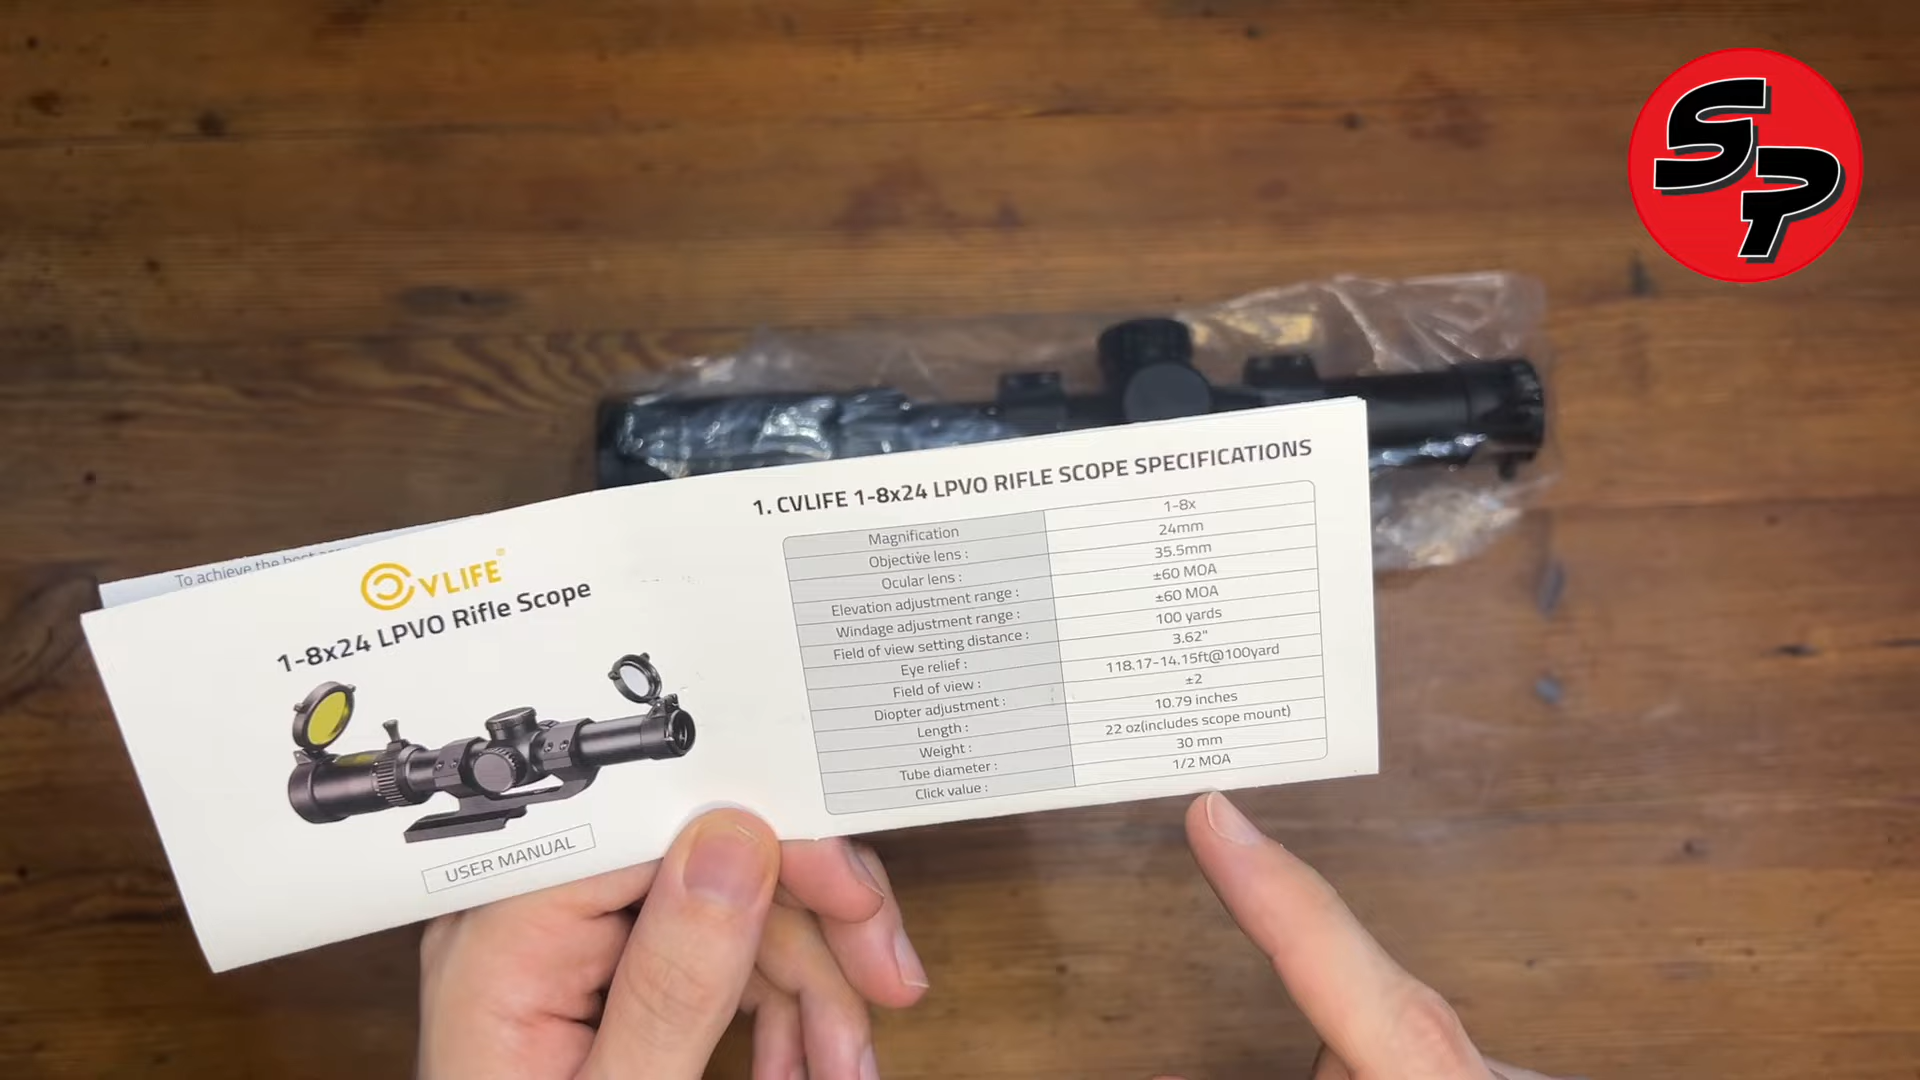 SP
To achieve the best
CVLIFE®
1-8x24 LPVO Rifle Scope
USER MANUAL
1. CVLIFE 1-8x24 LPVO RIFLE SCOPE SPECIFICATIONS
Magnification 1-8x
Objective lens : 24mm
Ocular lens : 35.5mm
Elevation adjustment range : ±60 MOA
Windage adjustment range : ±60 MOA
Field of view setting distance : 100 yards
Eye relief : 3.62"
Field of view : 118.17-14.15ft@100yard
Diopter adjustment : ±2
Length : 10.79 inches
Weight : 22 oz(includes scope mount)
Tube diameter : 30 mm
Click value : 1/2 MOA